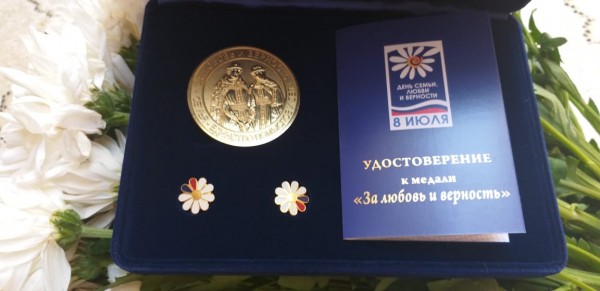 ДЕНЬ СЕМЬИ,
ЛЮБВИ
И ВЕРНОСТИ
8 ИЮЛЯ
УДОСТОВЕРЕНИЕ
к медали
«За любовь и верность»